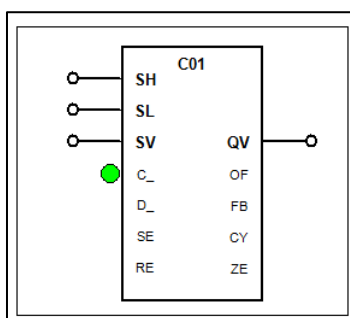 C01
SH
SL
SV QV
C_ OF
D_ FB
SE CY
RE ZE